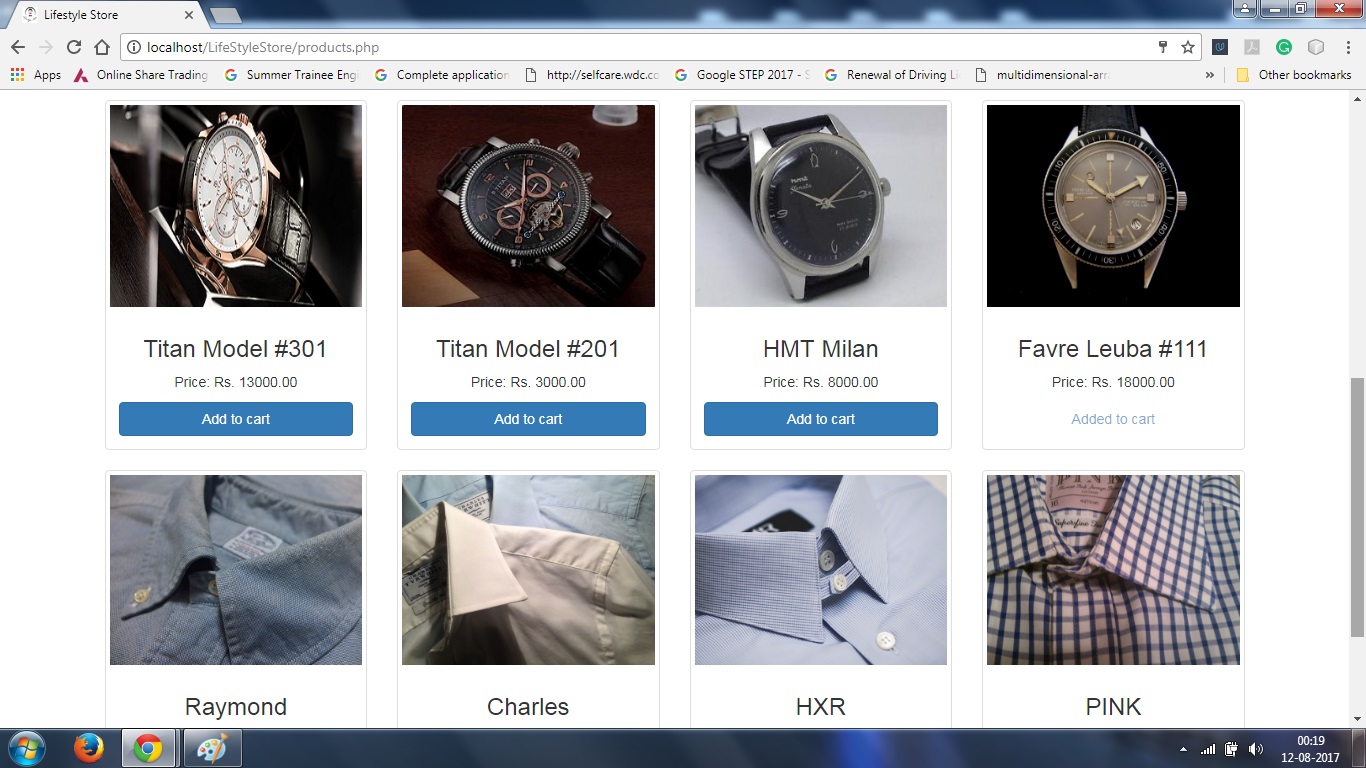 Lifestyle Store
localhost/LifeStyleStore/products.php
Apps
Online Share Trading
Summer Trainee Eng
Complete application
http://selfcare.wdc.co
Google STEP 2017 - S
Renewal of Driving Li
multidimensional-arra
»
Other bookmarks
TITAN
HMT
Titan Model #301
Titan Model #201
HMT Milan
Favre Leuba #111
Price: Rs. 13000.00
Price: Rs. 3000.00
Price: Rs. 8000.00
Price: Rs. 18000.00
Add to cart
Add to cart
Add to cart
Added to cart
PINK
Raymond
Charles
HXR
PINK
00:19
12-08-2017